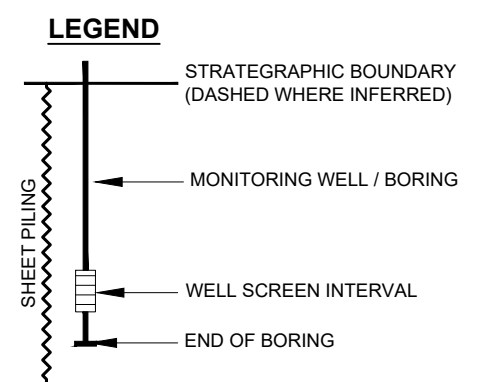 LEGEND
STRATEGRAPHIC BOUNDARY
(DASHED WHERE INFERRED)
MONITORING WELL / BORING
SHEET PILING
WELL SCREEN INTERVAL
END OF BORING